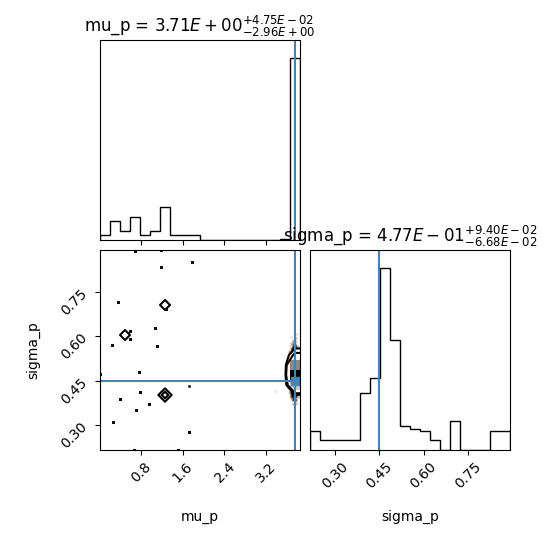 mu_p = 3.71E + 00 +4.75E − 02 −2.96E + 00
sigma_p = 4.77E − 01 +9.40E − 02 −6.68E − 02
0.75
0.60
0.45
0.30
sigma_p
0.8 1.6 2.4 3.2
0.30 0.45 0.60 0.75
mu_p
sigma_p